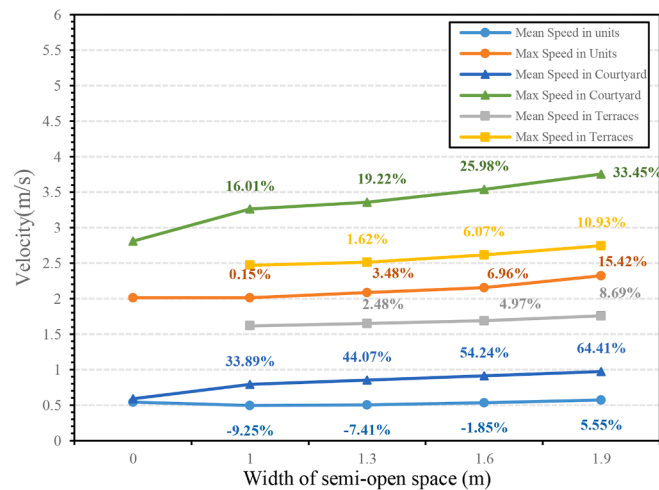 6
5.5
5
4.5
4
3.5
3
2.5
2
1.5
1
0.5
0
Velocity(m/s)
Mean Speed in units
Max Speed in Units
Mean Speed in Courtyard
Max Speed in Courtyard
Mean Speed in Terraces
Max Speed in Terraces
16.01% 19.22% 25.98% 33.45%
1.62% 6.07% 10.93%
0.15% 3.48% 6.96% 15.42%
2.48% 4.97% 8.69%
33.89% 44.07% 54.24% 64.41%
-9.25% -7.41% -1.85% 5.55%
0 1 1.3 1.6 1.9
Width of semi-open space (m)